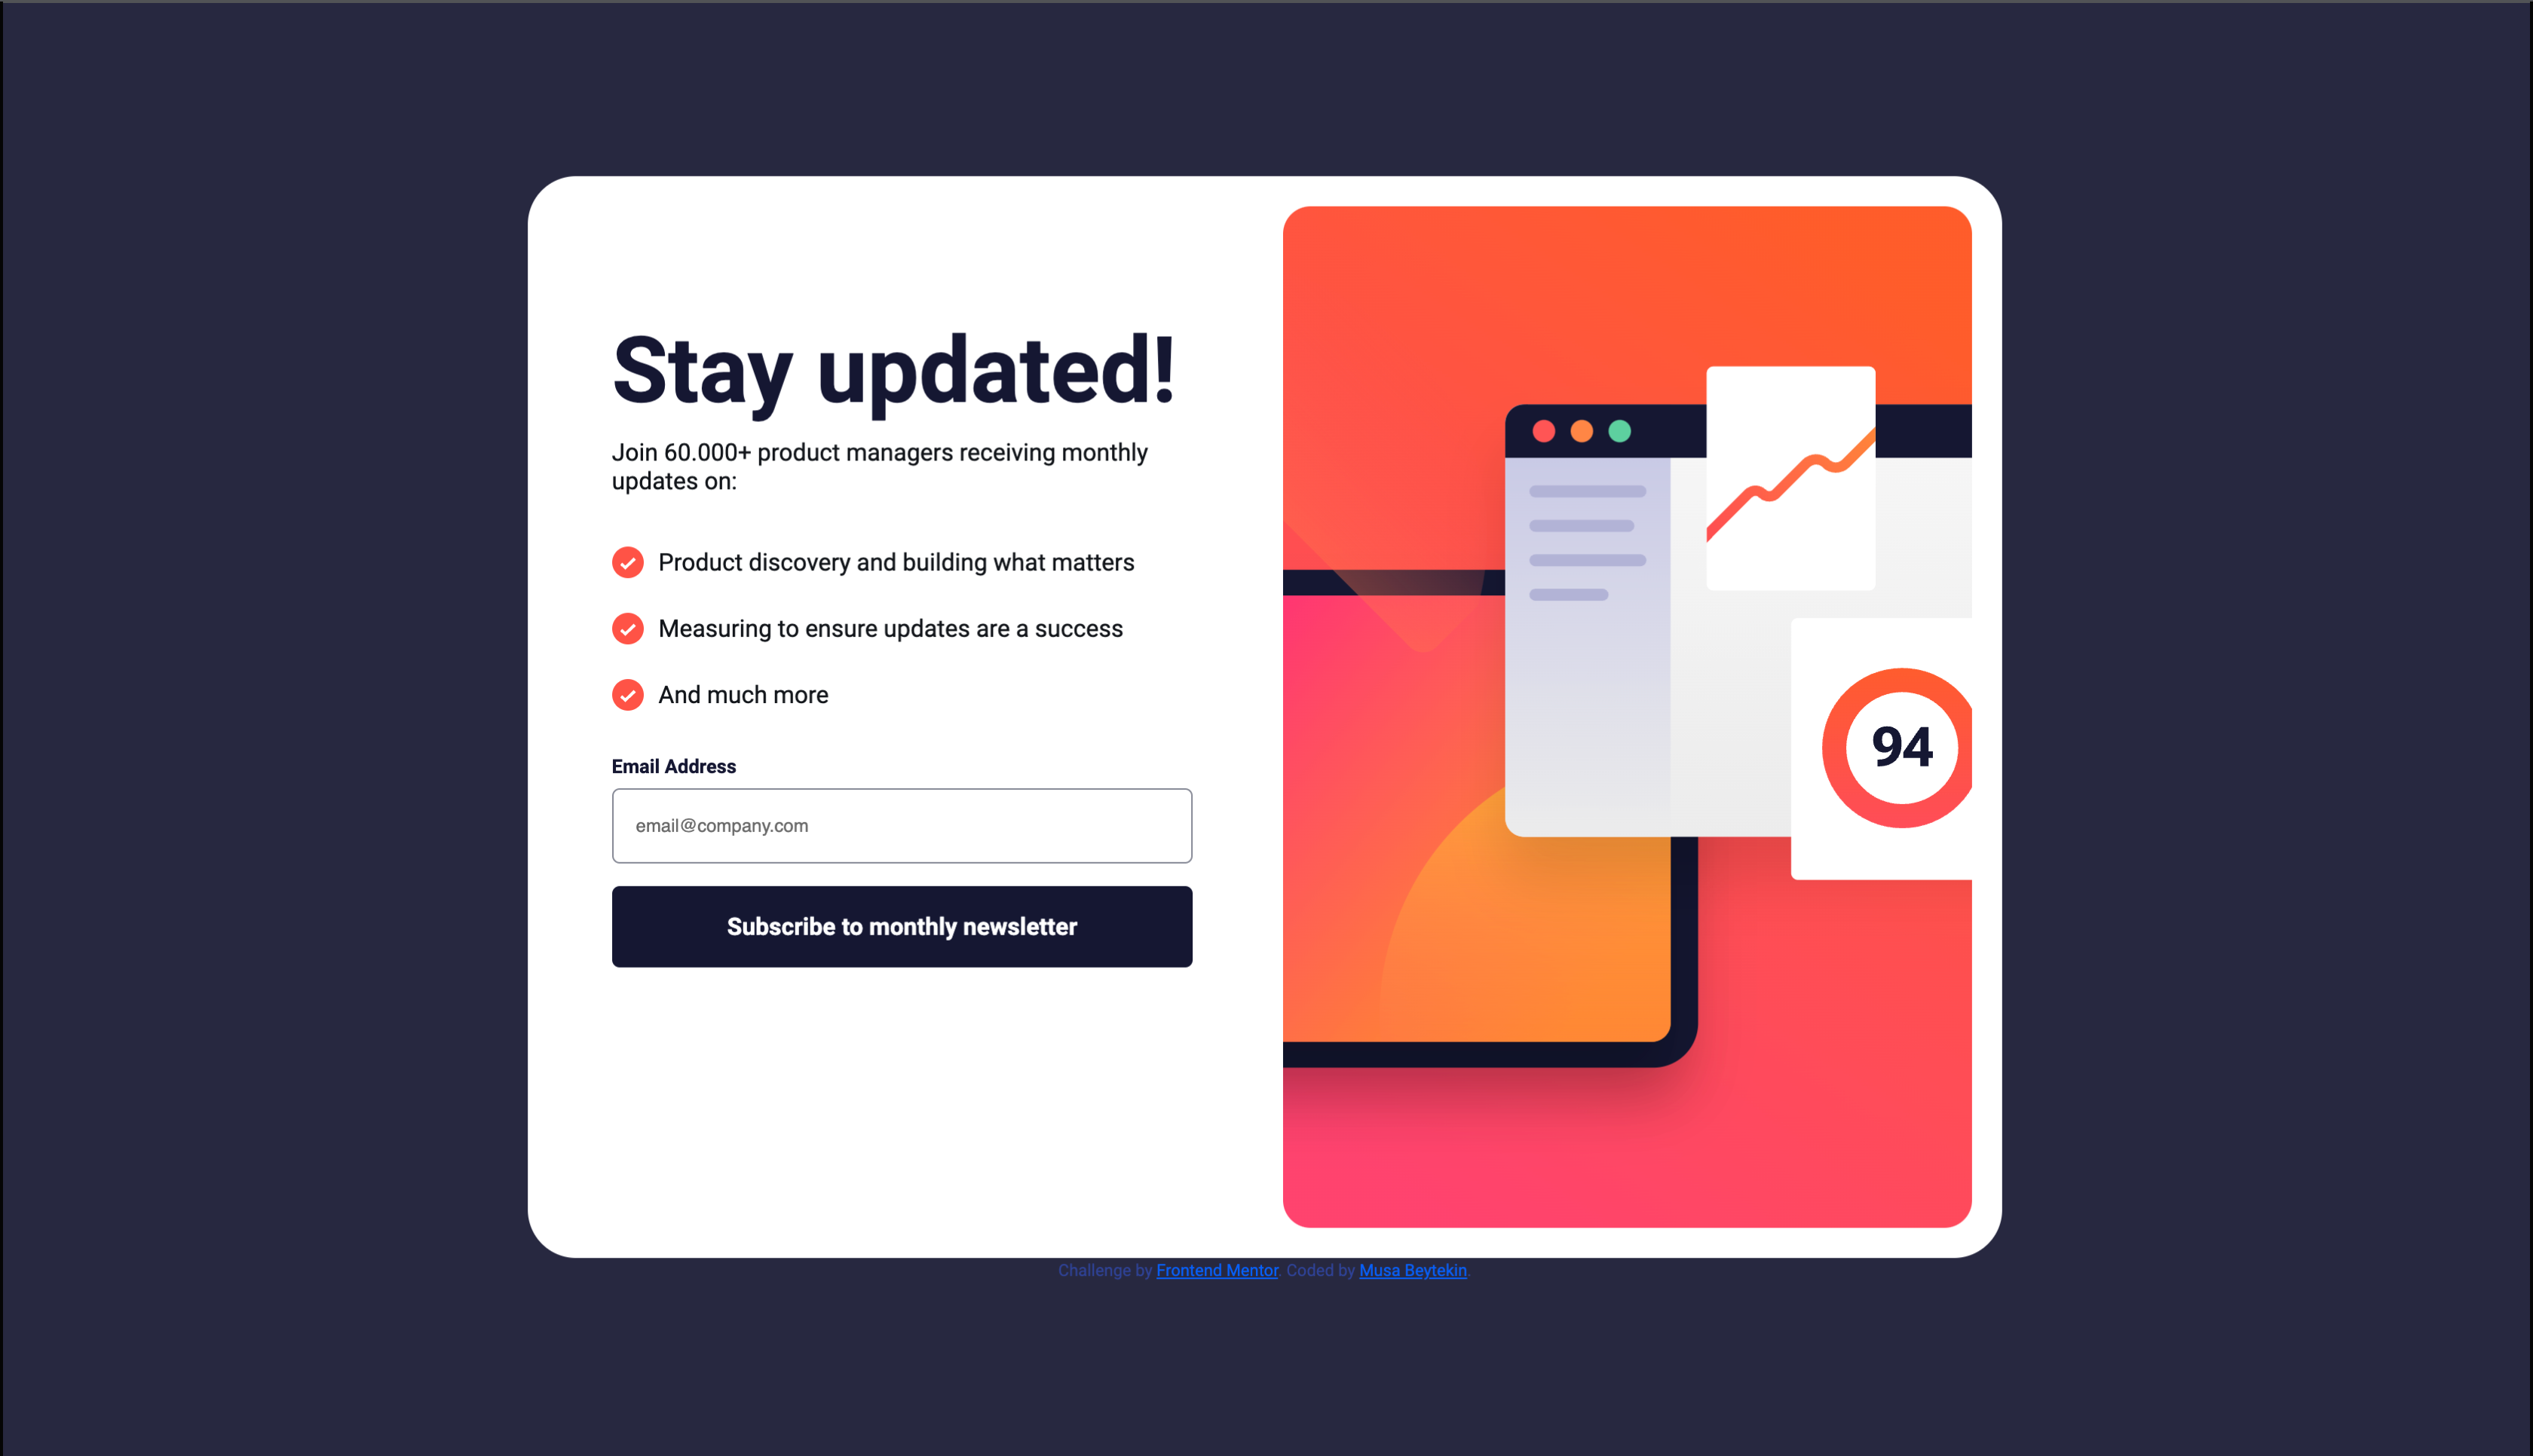 Stay updated!
Join 60.000+ product managers receiving monthly
updates on:
Product discovery and building what matters
Measuring to ensure updates are a success
And much more
Email Address
email@company.com
Subscribe to monthly newsletter
94
Challenge by Frontend Mentor. Coded by Musa Beytekin.